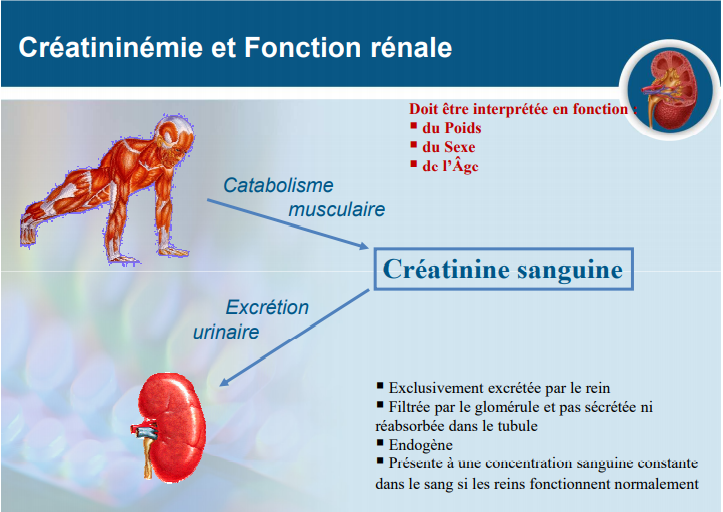 Créatininémie et Fonction rénale
Doit être interprétée en fonction :
▪ du Poids
▪ du Sexe
▪ de l’Âge
Catabolisme
musculaire
Créatinine sanguine
Excrétion
urinaire
▪ Exclusivement excrétée par le rein
▪ Filtrée par le glomérule et pas sécrétée ni
réabsorbée dans le tubule
▪ Endogène
▪ Présente à une concentration sanguine constante
dans le sang si les reins fonctionnent normalement